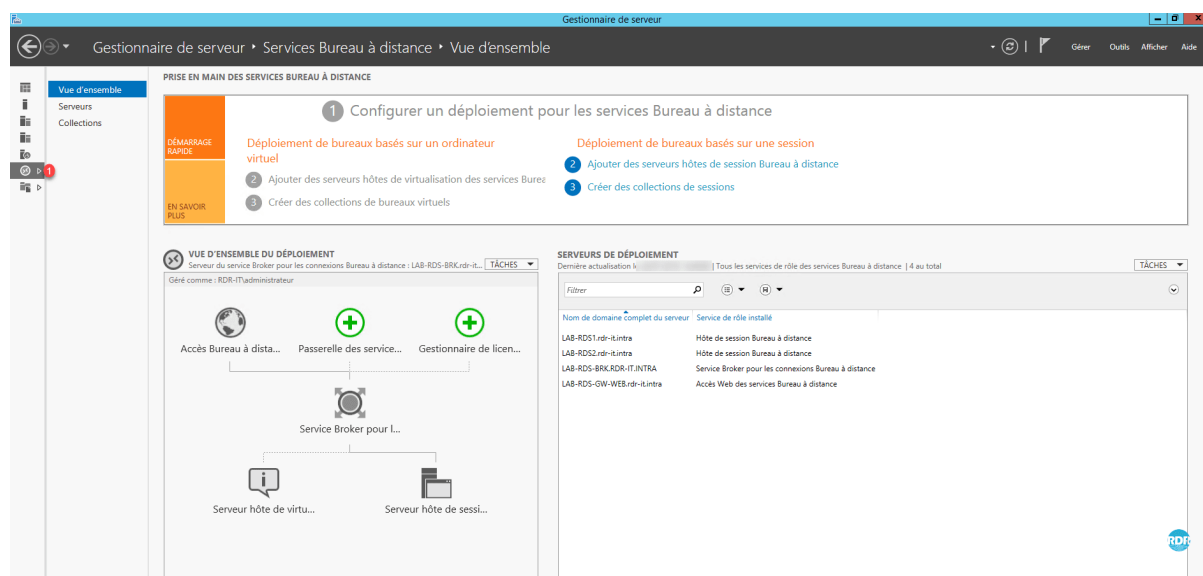 Gestionnaire de serveur
Gestionnaire de serveur ‣ Services Bureau à distance ‣ Vue d'ensemble
Gérer Outils Afficher Aide
Vue d'ensemble
Serveurs
Collections
1
PRISE EN MAIN DES SERVICES BUREAU À DISTANCE
DÉMARRAGE RAPIDE
EN SAVOIR PLUS
1 Configurer un déploiement pour les services Bureau à distance
Déploiement de bureaux basés sur un ordinateur virtuel
2 Ajouter des serveurs hôtes de virtualisation des services Burea
3 Créer des collections de bureaux virtuels
Déploiement de bureaux basés sur une session
2 Ajouter des serveurs hôtes de session Bureau à distance
3 Créer des collections de sessions
VUE D'ENSEMBLE DU DÉPLOIEMENT
Serveur du service Broker pour les connexions Bureau à distance : LAB-RDS-BRK.rdr-it... TÂCHES
Géré comme : RDR-IT\administrateur
Accès Bureau à dista... Passerelle des service... Gestionnaire de licen...
Service Broker pour l...
Serveur hôte de virtu... Serveur hôte de sessi...
SERVEURS DE DÉPLOIEMENT
Dernière actualisation | Tous les services de rôle des services Bureau à distance | 4 au total TÂCHES
Filtrer
Nom de domaine complet du serveur Service de rôle installé
LAB-RDS1.rdr-it.intra Hôte de session Bureau à distance
LAB-RDS2.rdr-it.intra Hôte de session Bureau à distance
LAB-RDS-BRK.RDR-IT.INTRA Service Broker pour les connexions Bureau à distance
LAB-RDS-GW-WEB.rdr-it.intra Accès Web des services Bureau à distance
RDR